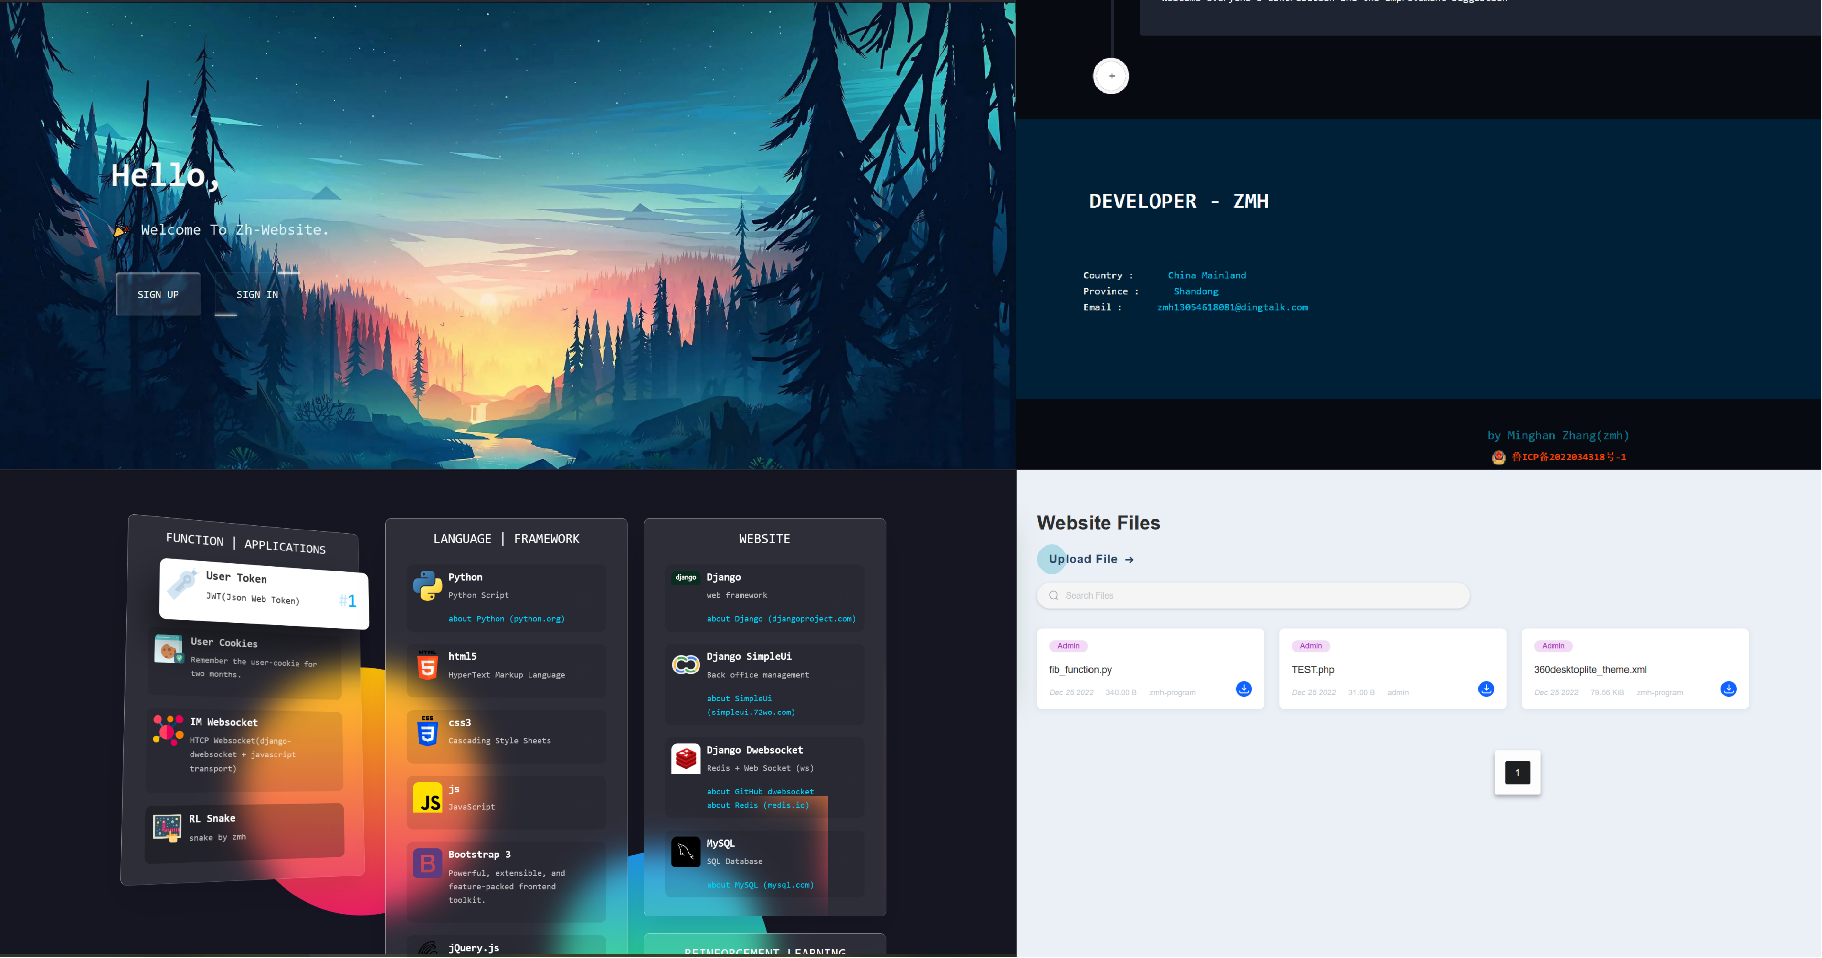 Hello,
🎉 Welcome To Zh-Website.
SIGN UP
SIGN IN
DEVELOPER - ZMH
Country : China Mainland
Province : Shandong
Email : zmh13054618081@dingtalk.com
by Minghan Zhang(zmh)
鲁ICP备2022034318号-1
FUNCTION | APPLICATIONS
User Token
JWT(Json Web Token)
#1
User Cookies
Remember the user-cookie for
two months.
IM Websocket
HTCP Websocket(django-
dwebsocket + javascript
transport)
RL Snake
snake by zmh
LANGUAGE | FRAMEWORK
Python
Python Script
about Python (python.org)
html5
HyperText Markup Language
css3
Cascading Style Sheets
js
JavaScript
Bootstrap 3
Powerful, extensible, and
feature-packed frontend
toolkit.
jQuery.js
WEBSITE
django
Django
web framework
about Django (djangoproject.com)
Django SimpleUi
Back office management
about SimpleUi
(simpleui.72wo.com)
Django Dwebsocket
Redis + Web Socket (ws)
about GitHub dwebsocket
about Redis (redis.io)
MySQL
SQL Database
about MySQL (mysql.com)
REINFORCEMENT LEARNING
Website Files
Upload File →
Search Files
Admin
fib_function.py
Dec 25 2022 340.00 B zmh-program
Admin
TEST.php
Dec 25 2022 31.00 B admin
Admin
360desktoplite_theme.xml
Dec 25 2022 79.56 KiB zmh-program
1